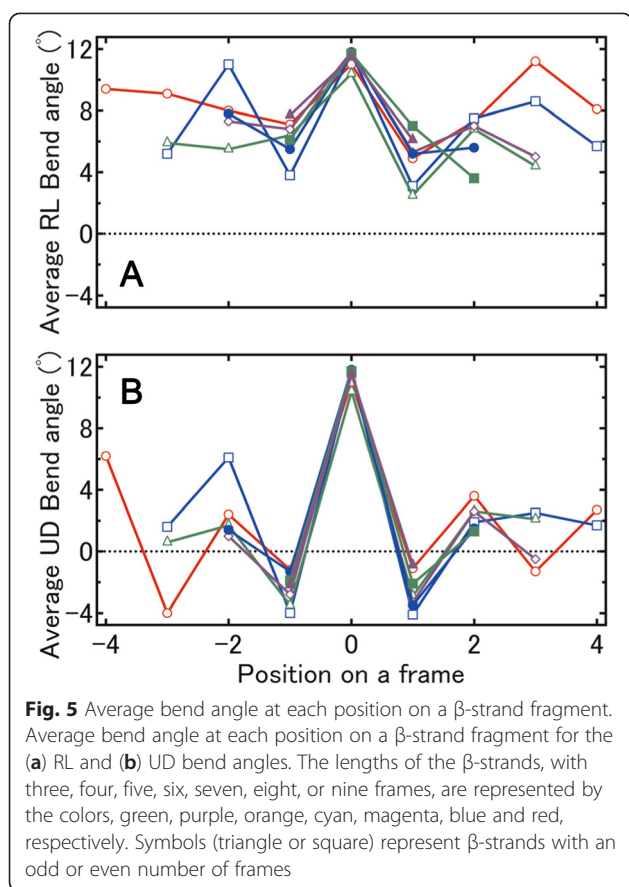 12
8
4
0
-4
Average RL Bend angle (°)
A
12
8
4
0
-4
Average UD Bend angle (°)
B
-4
-2
0
2
4
Position on a frame
Fig. 5 Average bend angle at each position on a β-strand fragment.
Average bend angle at each position on a β-strand fragment for the
(a) RL and (b) UD bend angles. The lengths of the β-strands, with
three, four, five, six, seven, eight, or nine frames, are represented by
the colors, green, purple, orange, cyan, magenta, blue and red,
respectively. Symbols (triangle or square) represent β-strands with an
odd or even number of frames